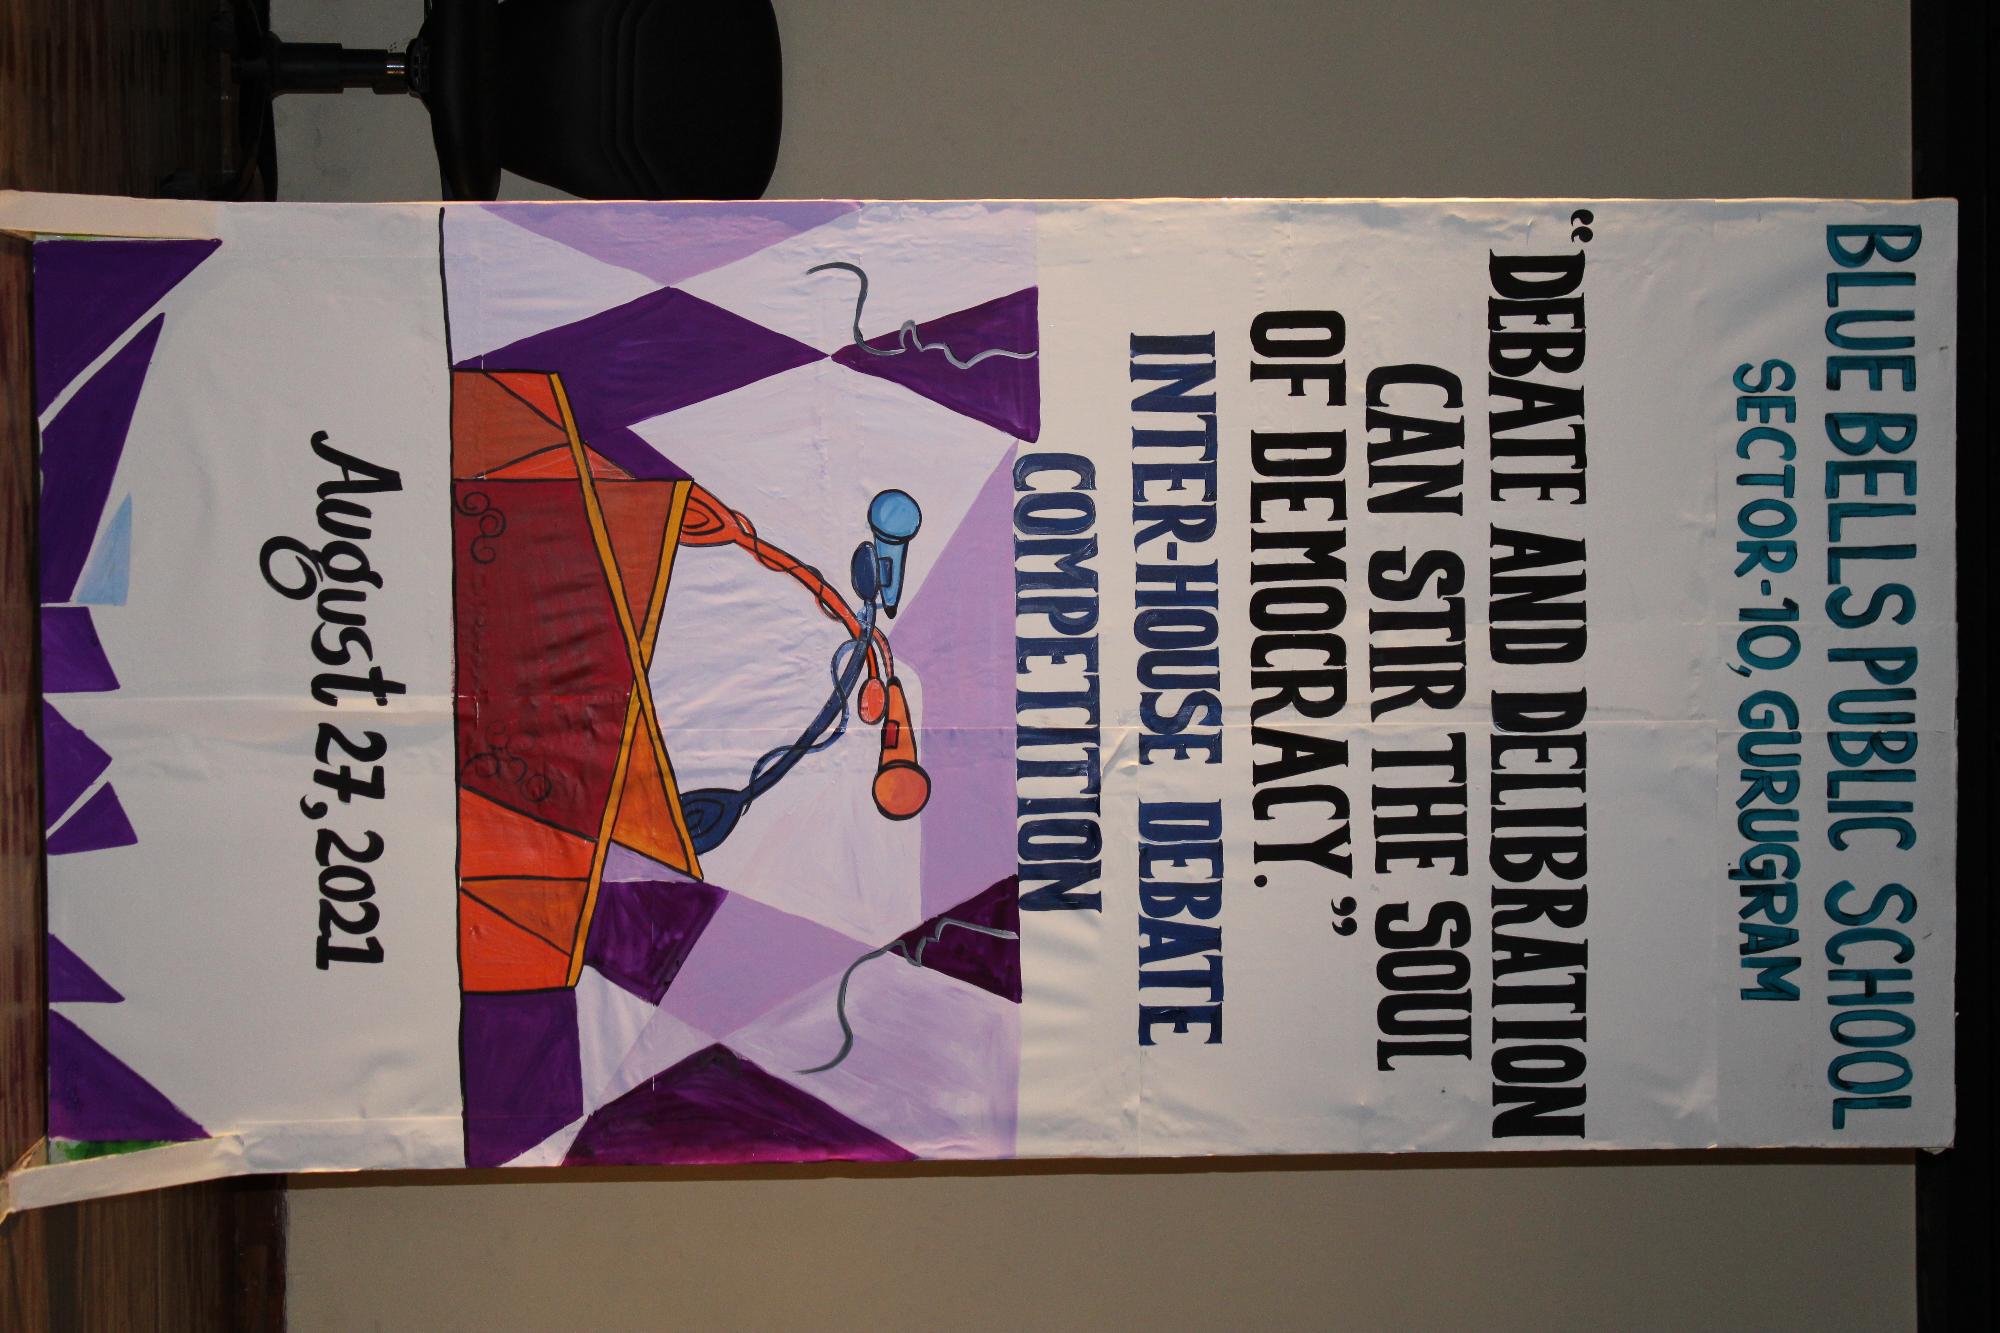 BLUE BELLS PUBLIC SCHOOL
SECTOR-10, GURUGRAM
“DEBATE AND DELIBRATION
CAN STIR THE SOUL
OF DEMOCRACY.”
INTER-HOUSE DEBATE
COMPETITION
August 27, 2021